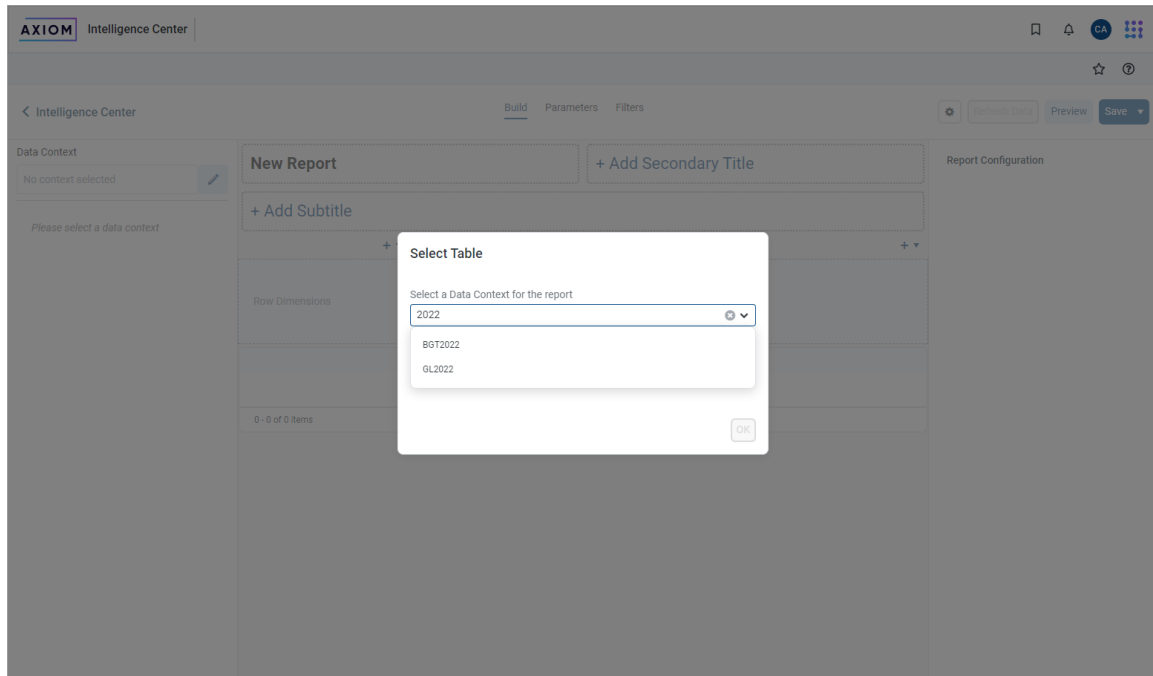 AXIOM Intelligence Center
CA
Intelligence Center
Build Parameters Filters
Refresh Data Preview Save
Data Context
No context selected
Please select a data context
New Report
+ Add Secondary Title
+ Add Subtitle
Report Configuration
Row Dimensions
0 - 0 of 0 items
Select Table
Select a Data Context for the report
2022
BGT2022
GL2022
OK